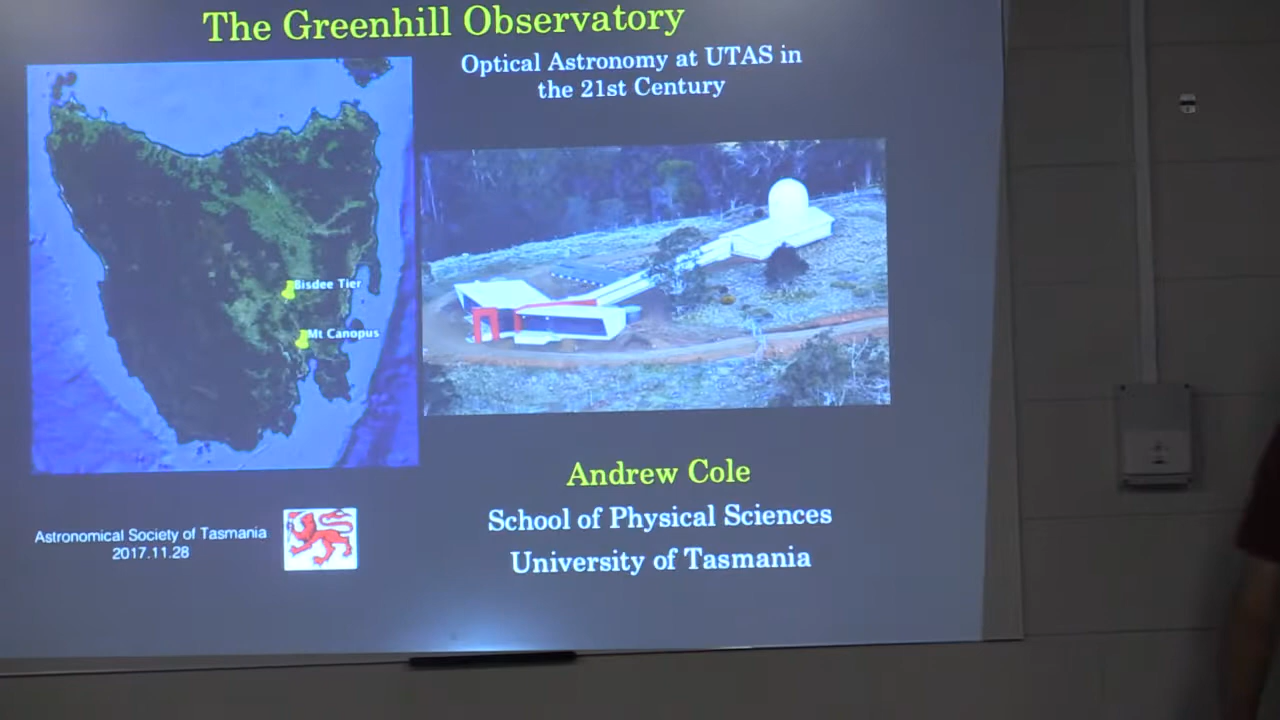 The Greenhill Observatory
Optical Astronomy at UTAS in
the 21st Century
Bisdee Tier
Mt Canopus
Andrew Cole
School of Physical Sciences
University of Tasmania
Astronomical Society of Tasmania
2017.11.28